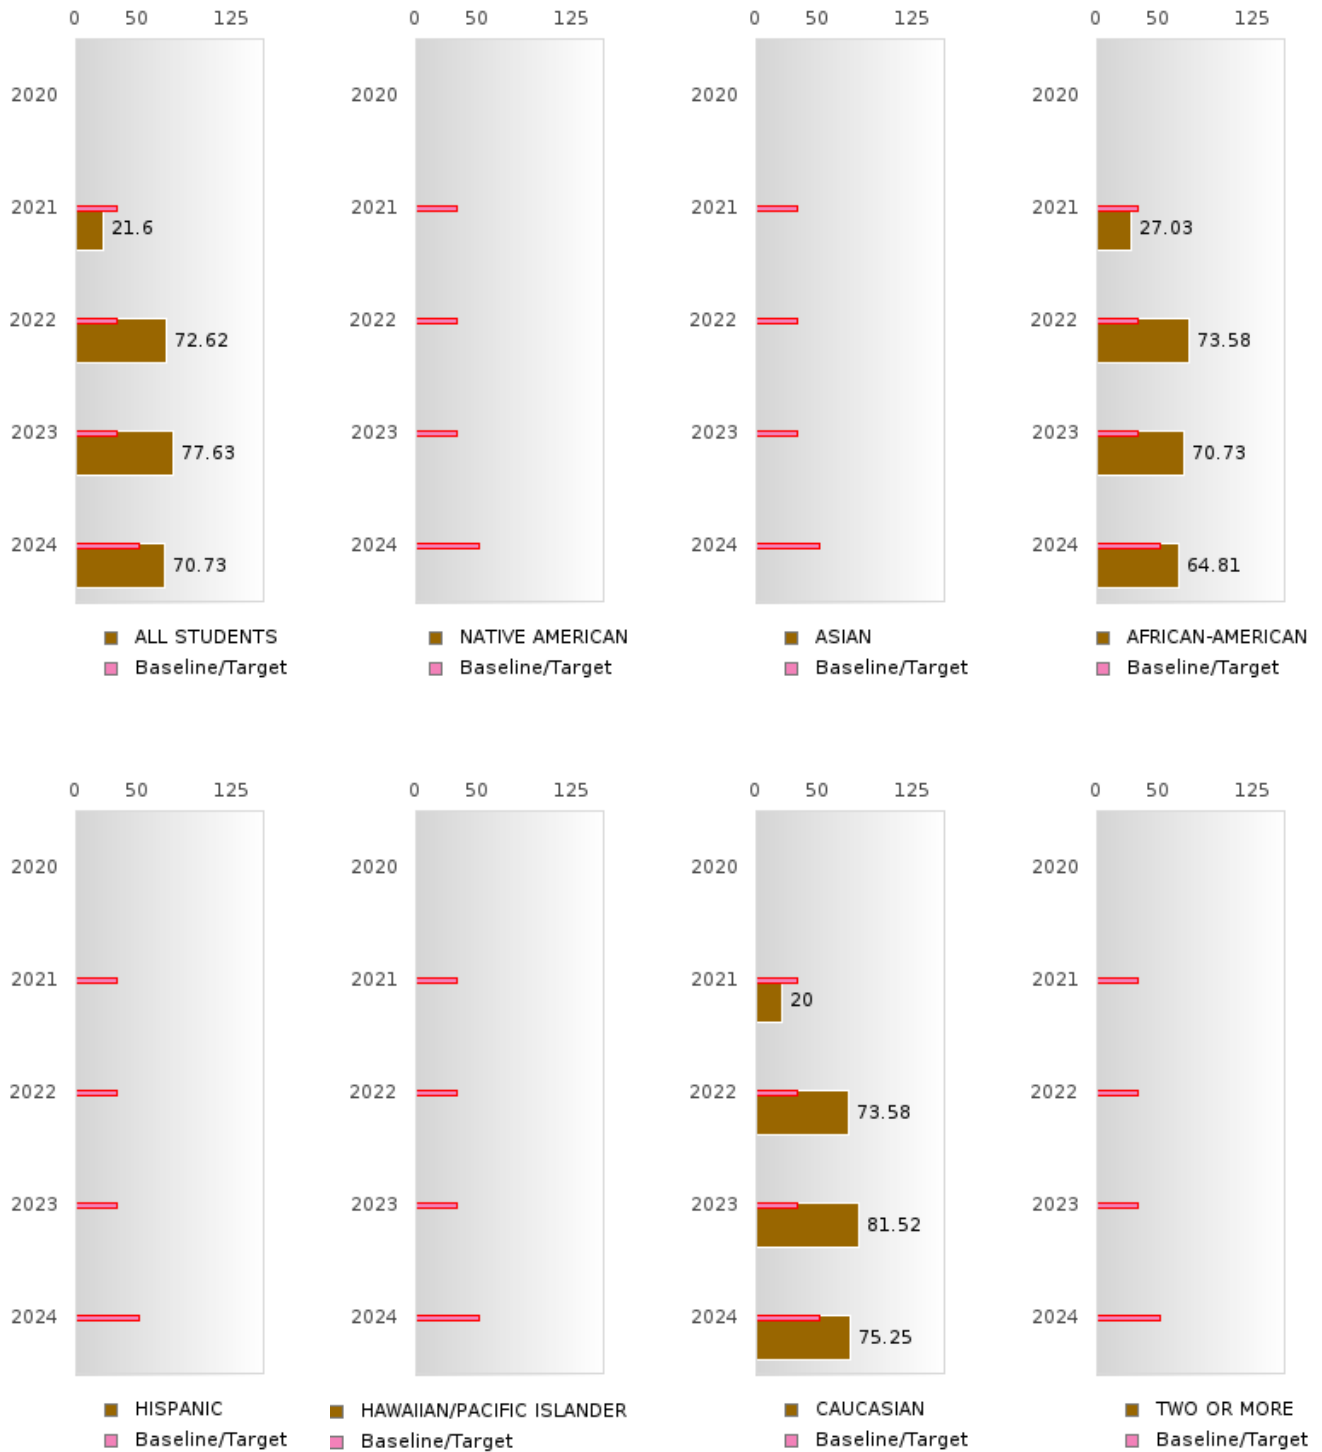 0 50 125 0 50 125 0 50 125 0 50 125
2020 2020 2020 2020
2021 2021 2021 2021
21.6 27.03
2022 2022 2022 2022
72.62 73.58
2023 2023 2023 2023
77.63 70.73
2024 2024 2024 2024
70.73 64.81
ALL STUDENTS NATIVE AMERICAN ASIAN AFRICAN-AMERICAN
Baseline/Target Baseline/Target Baseline/Target Baseline/Target
0 50 125 0 50 125 0 50 125 0 50 125
2020 2020 2020 2020
2021 2021 2021 2021
20
2022 2022 2022 2022
73.58
2023 2023 2023 2023
81.52
2024 2024 2024 2024
75.25
HISPANIC HAWAIIAN/PACIFIC ISLANDER CAUCASIAN TWO OR MORE
Baseline/Target Baseline/Target Baseline/Target Baseline/Target